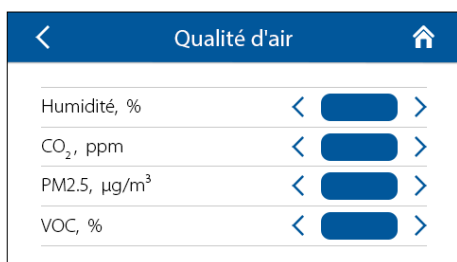 Qualité d'air
Humidité, %
CO₂, ppm
PM2.5, µg/m³
VOC, %